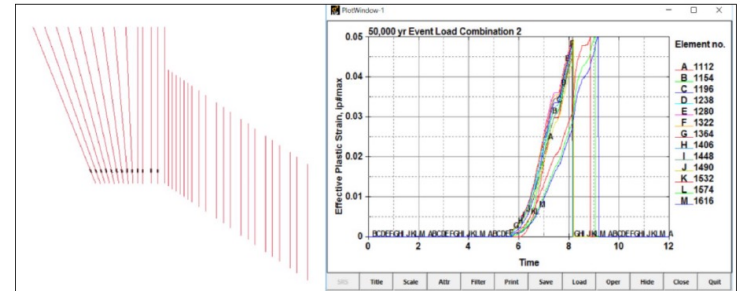 PlotWindow-1
50,000 yr Event Load Combination 2
Effective Plastic Strain, ip#max
0.05
0.04
0.03
0.02
0.01
0
0 2 4 6 8 10 12
Time
Element no.
A 1112
B 1154
C 1196
D 1238
E 1280
F 1322
G 1364
H 1406
I 1448
J 1490
K 1532
L 1574
M 1616
Title Scale Attr Filter Print Save Load Oper Hide Close Quit